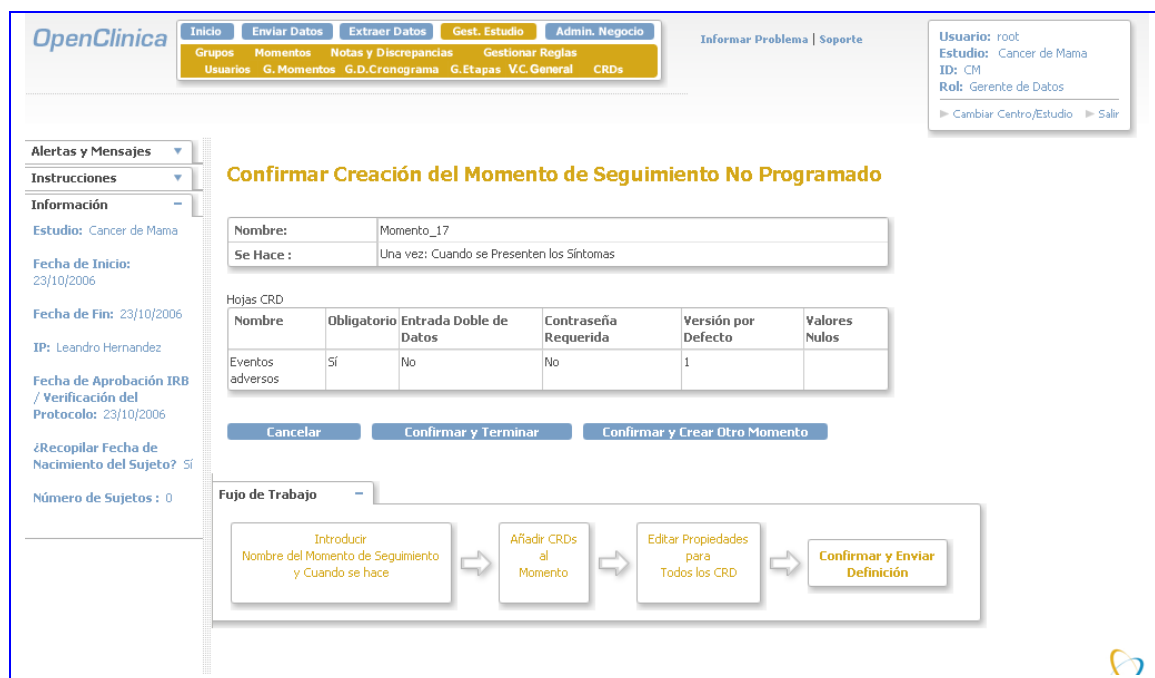 OpenClinica
Inicio Enviar Datos Extraer Datos Gest. Estudio Admin. Negocio
Grupos Momentos Notas y Discrepancias Gestionar Reglas
Usuarios G. Momentos G.D.Cronograma G.Etapas V.C.General CRDs
Informar Problema | Soporte
Usuario: root
Estudio: Cancer de Mama
ID: CM
Rol: Gerente de Datos
Cambiar Centro/Estudio Salir
Alertas y Mensajes
Instrucciones
Información
Estudio: Cancer de Mama
Fecha de Inicio:
23/10/2006
Fecha de Fin: 23/10/2006
IP: Leandro Hernandez
Fecha de Aprobación IRB
/ Verificación del
Protocolo: 23/10/2006
¿Recopilar Fecha de
Nacimiento del Sujeto? Sí
Número de Sujetos : 0
Confirmar Creación del Momento de Seguimiento No Programado
Nombre: Momento_17
Se Hace : Una vez: Cuando se Presenten los Síntomas
Hojas CRD
Nombre Obligatorio Entrada Doble de Contraseña Versión por Valores
Datos Requerida Defecto Nulos
Eventos Sí No No 1
adversos
Cancelar Confirmar y Terminar Confirmar y Crear Otro Momento
Fujo de Trabajo
Introducir
Nombre del Momento de Seguimiento
y Cuando se hace
Añadir CRDs
al
Momento
Editar Propiedades
para
Todos los CRD
Confirmar y Enviar
Definición